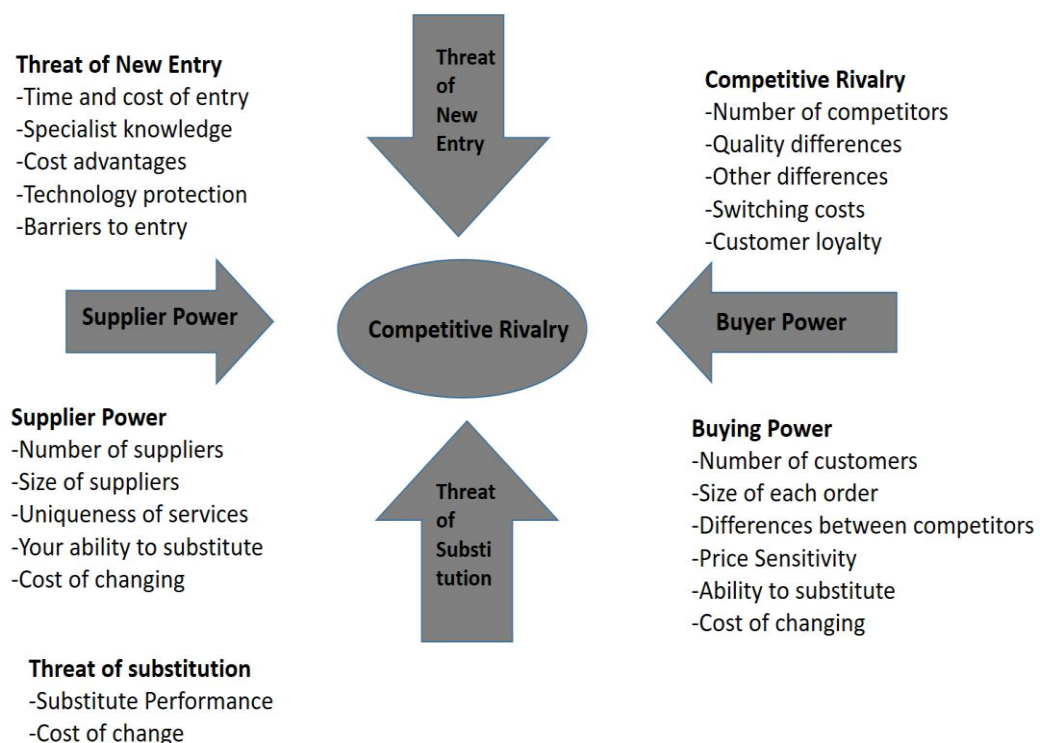 Threat of New Entry
-Time and cost of entry
-Specialist knowledge
-Cost advantages
-Technology protection
-Barriers to entry
Threat
of
New
Entry
Competitive Rivalry
-Number of competitors
-Quality differences
-Other differences
-Switching costs
-Customer loyalty
Supplier Power
Competitive Rivalry
Buyer Power
Supplier Power
-Number of suppliers
-Size of suppliers
-Uniqueness of services
-Your ability to substitute
-Cost of changing
Threat
of
Substi
tution
Buying Power
-Number of customers
-Size of each order
-Differences between competitors
-Price Sensitivity
-Ability to substitute
-Cost of changing
Threat of substitution
-Substitute Performance
-Cost of change